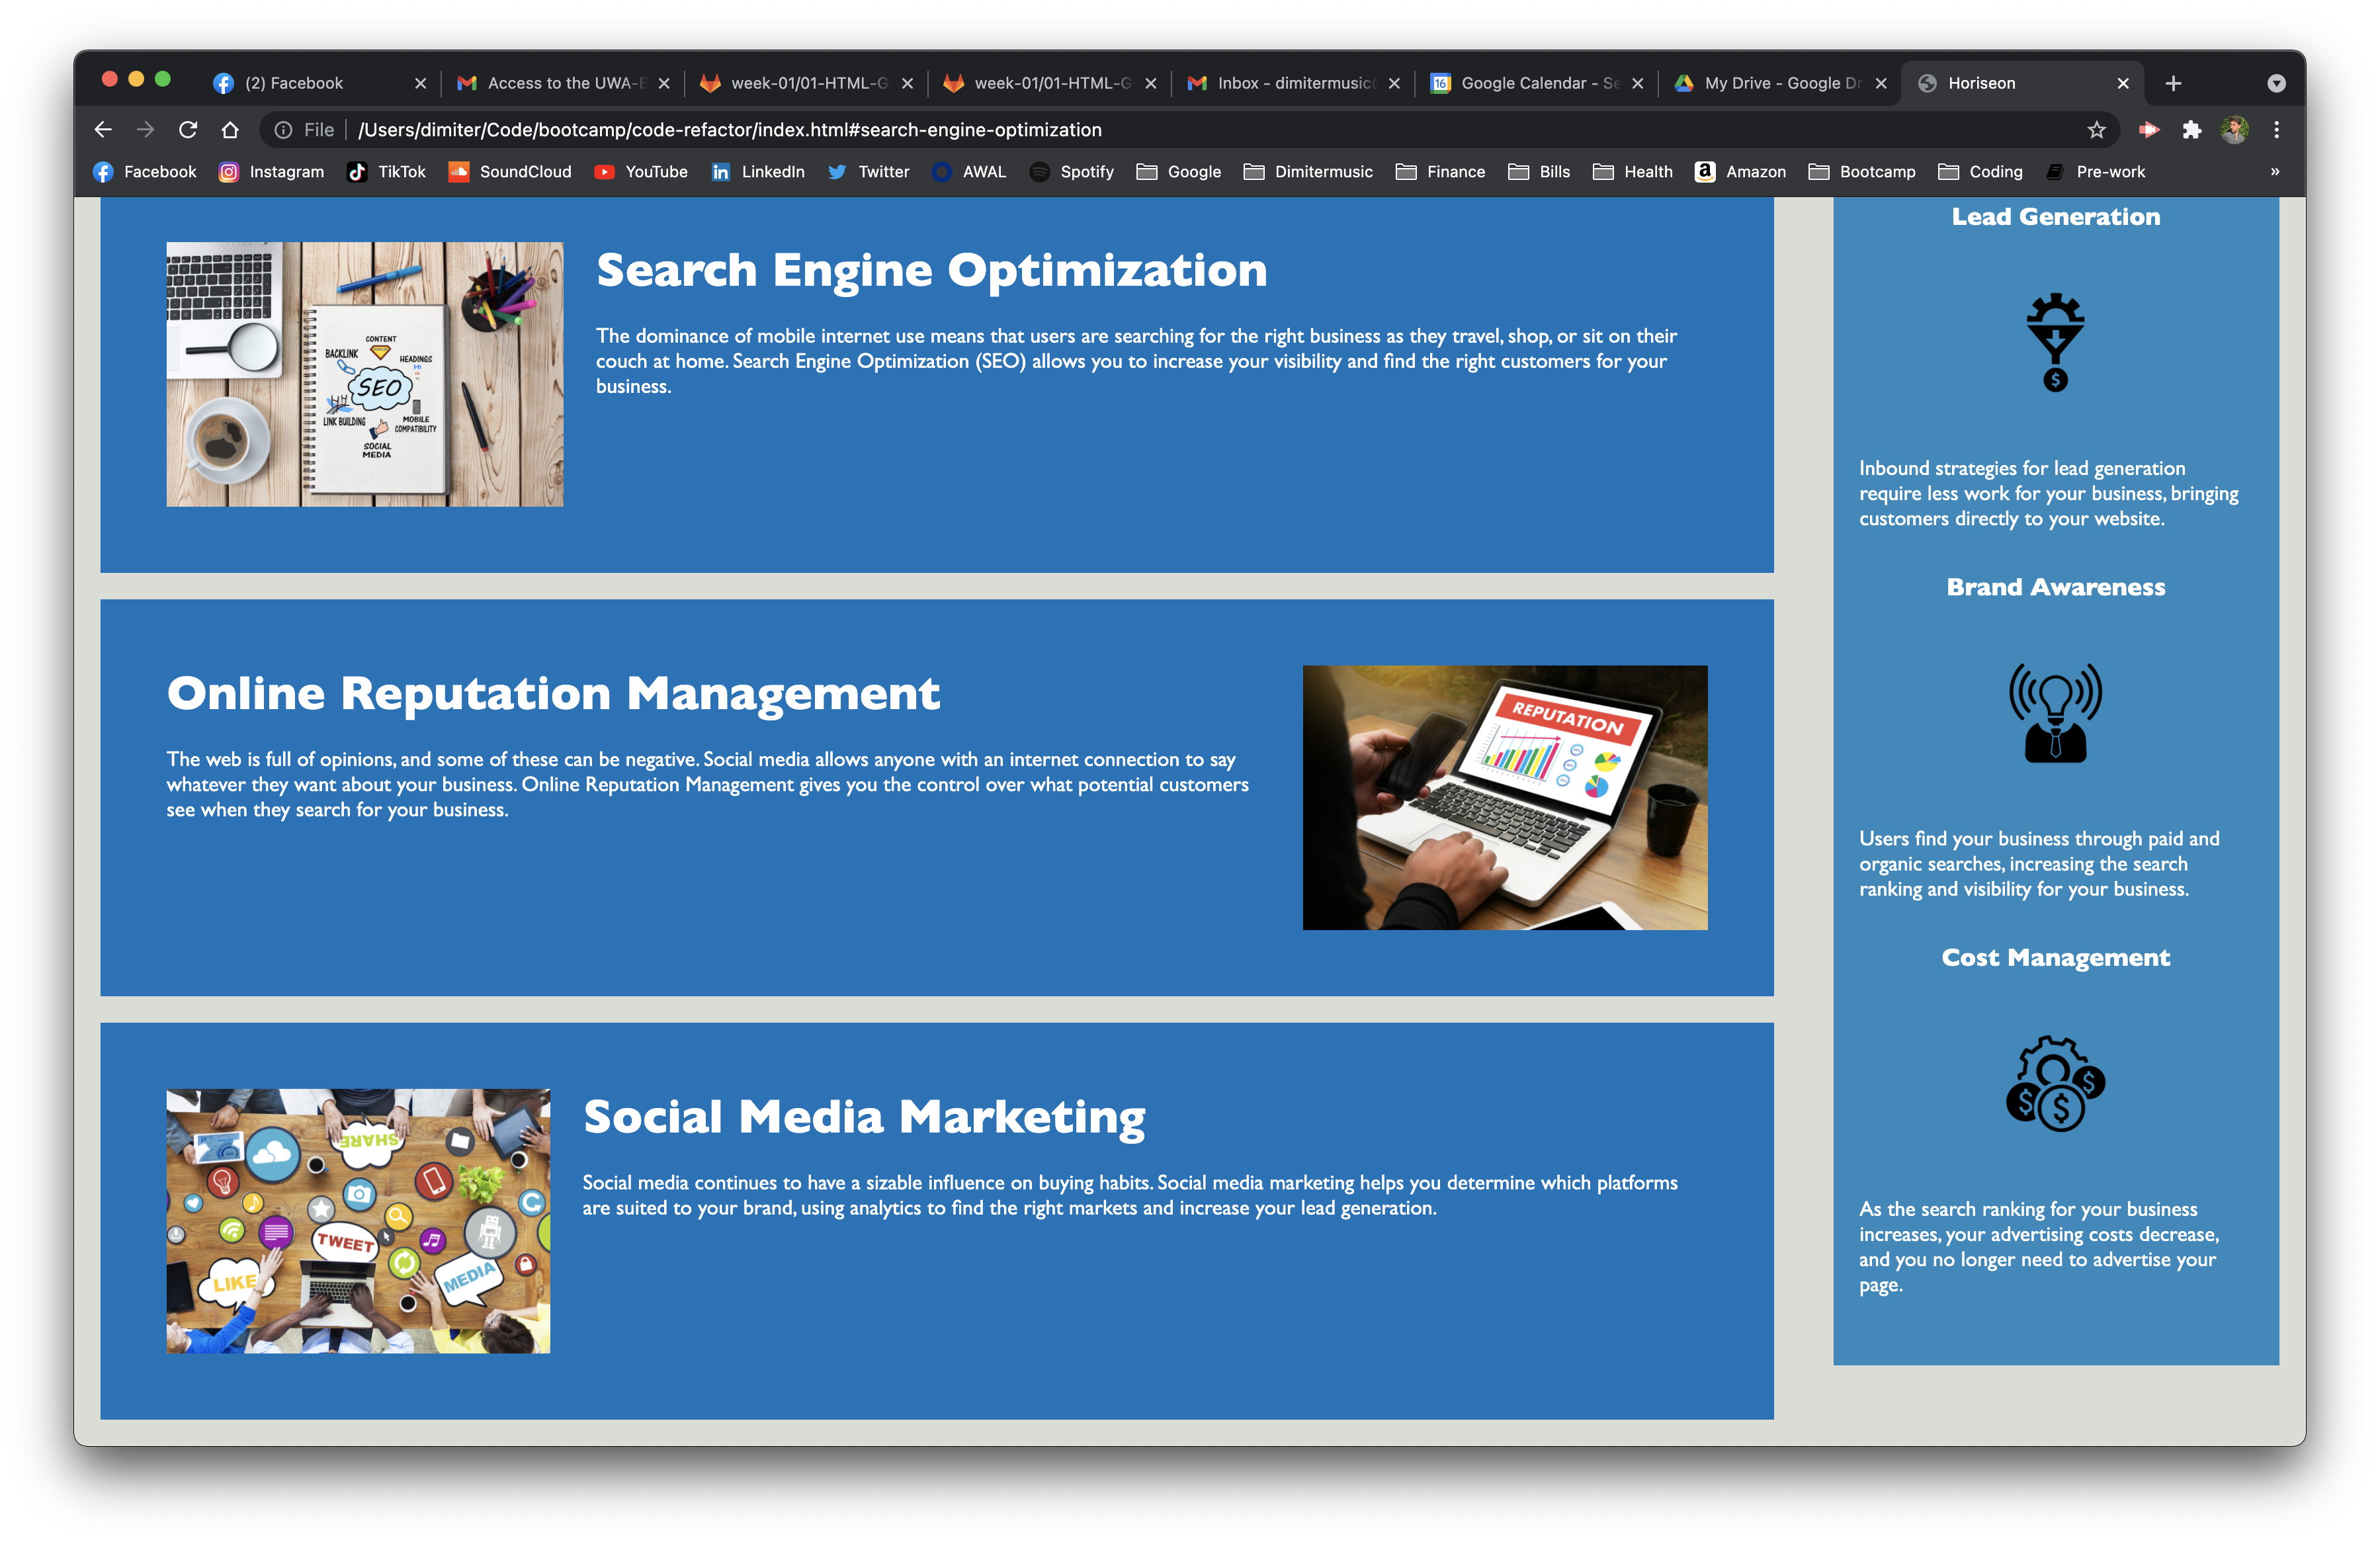 (2) Facebook
Access to the UWA-B
week-01/01-HTML-G
week-01/01-HTML-G
Inbox - dimitermusic
16
Google Calendar - Se
My Drive - Google Dr
Horiseon
File
/Users/dimiter/Code/bootcamp/code-refactor/index.html#search-engine-optimization
Facebook
Instagram
TikTok
SoundCloud
YouTube
LinkedIn
Twitter
AWAL
Spotify
Google
Dimitermusic
Finance
Bills
Health
Amazon
Bootcamp
Coding
Pre-work
»
CONTENT
BACKLINK
HEADINGS
SEO
LINK BUILDING
MOBILE
COMPATIBILITY
SOCIAL
MEDIA
Search Engine Optimization
The dominance of mobile internet use means that users are searching for the right business as they travel, shop, or sit on their
couch at home. Search Engine Optimization (SEO) allows you to increase your visibility and find the right customers for your
business.
Online Reputation Management
The web is full of opinions, and some of these can be negative. Social media allows anyone with an internet connection to say
whatever they want about your business. Online Reputation Management gives you the control over what potential customers
see when they search for your business.
REPUTATION
SHARE
TWEET
LIKE
MEDIA
Social Media Marketing
Social media continues to have a sizable influence on buying habits. Social media marketing helps you determine which platforms
are suited to your brand, using analytics to find the right markets and increase your lead generation.
Lead Generation
$
Inbound strategies for lead generation
require less work for your business, bringing
customers directly to your website.
Brand Awareness
Users find your business through paid and
organic searches, increasing the search
ranking and visibility for your business.
Cost Management
$
$
$
As the search ranking for your business
increases, your advertising costs decrease,
and you no longer need to advertise your
page.